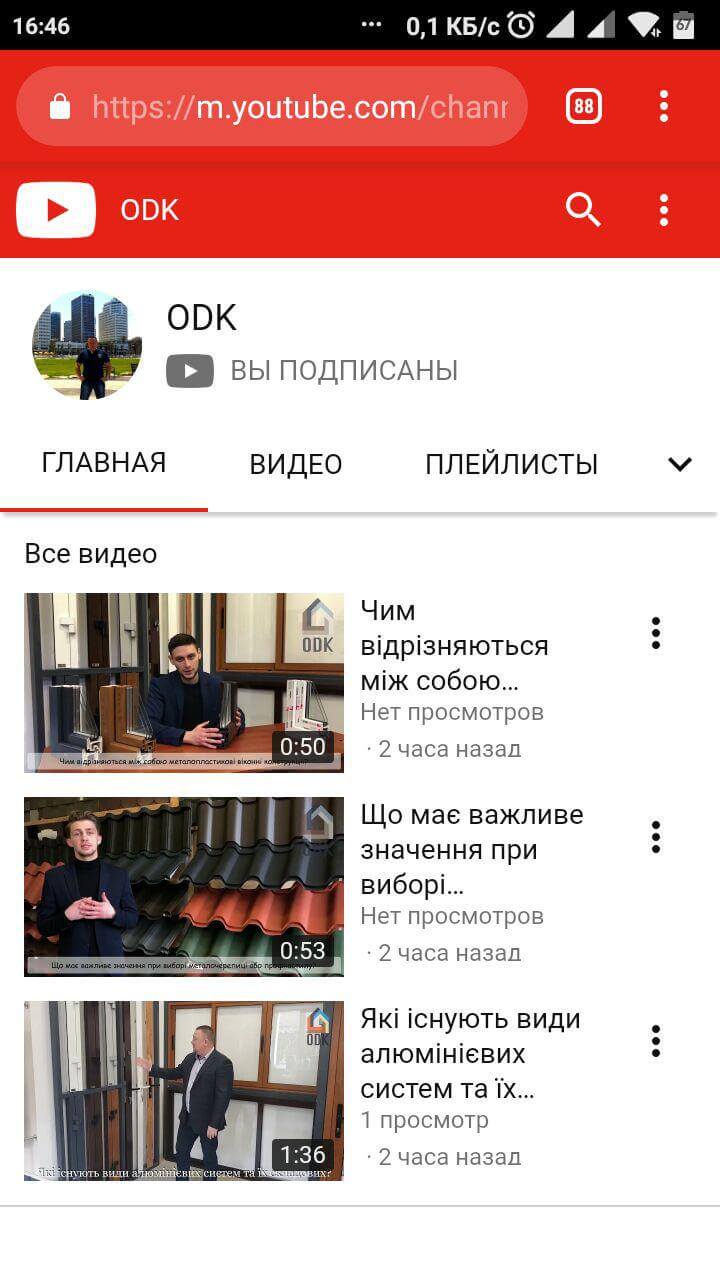 16:46
... 0,1 КБ/с
67
https://m.youtube.com/chanr
88
ODK
ODK
ВЫ ПОДПИСАНЫ
ГЛАВНАЯ ВИДЕО ПЛЕЙЛИСТЫ
Все видео
ODK
0:50
Чим відрізняються між собою металопластикові віконні конструкції?
Чим
відрізняються
між собою...
Нет просмотров
· 2 часа назад
0:53
Що має важливе значення при виборі металочерепиці або профнастилу?
Що має важливе
значення при
виборі...
Нет просмотров
· 2 часа назад
ODK
1:36
Які існують види алюмінієвих систем та їх складових?
Які існують види
алюмінієвих
систем та їх...
1 просмотр
· 2 часа назад